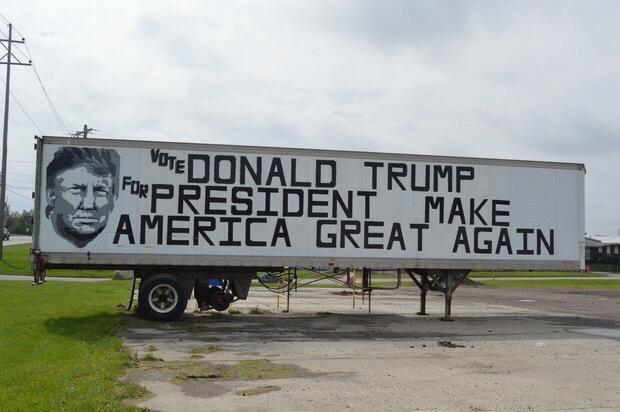 VOTE DONALD TRUMP
FOR PRESIDENT MAKE
AMERICA GREAT AGAIN